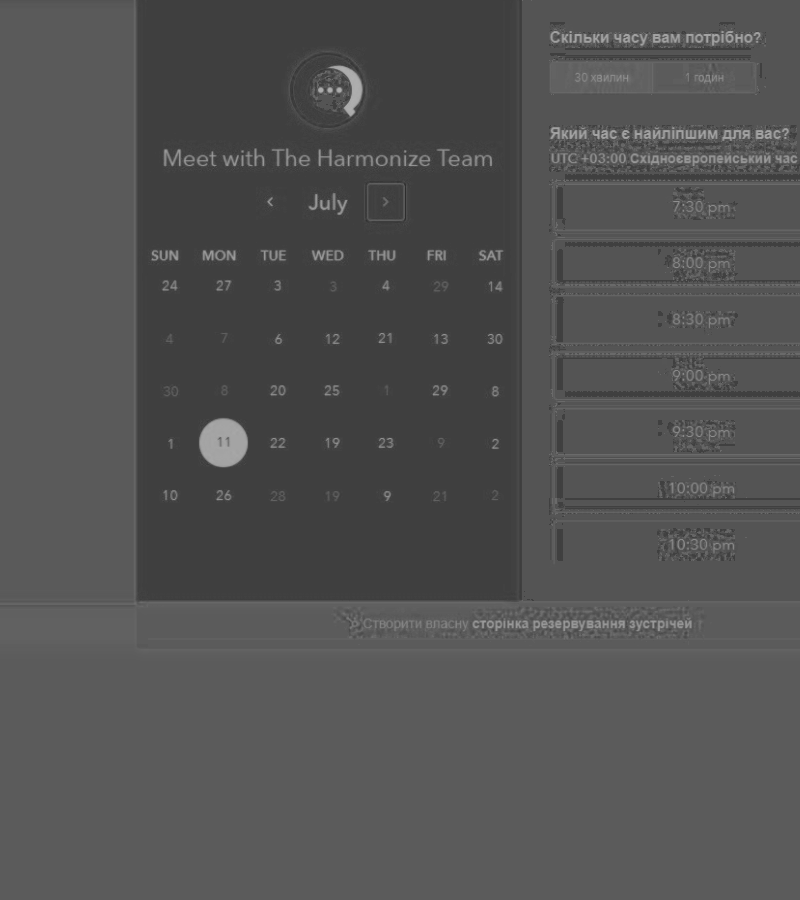 Meet with The Harmonize Team
July
SUN MON TUE WED THU FRI SAT
24 27 3 3 4 29 14
4 7 6 12 21 13 30
30 8 20 25 1 29 8
1 11 22 19 23 9 2
10 26 28 19 9 21 2
Скільки часу вам потрібно?
30 хвилин 1 годин
Який час є найліпшим для вас?
UTC +03:00 Східноєвропейський час
7:30 pm
8:00 pm
8:30 pm
9:00 pm
9:30 pm
10:00 pm
10:30 pm
Створити власну сторінка резервування зустрічей